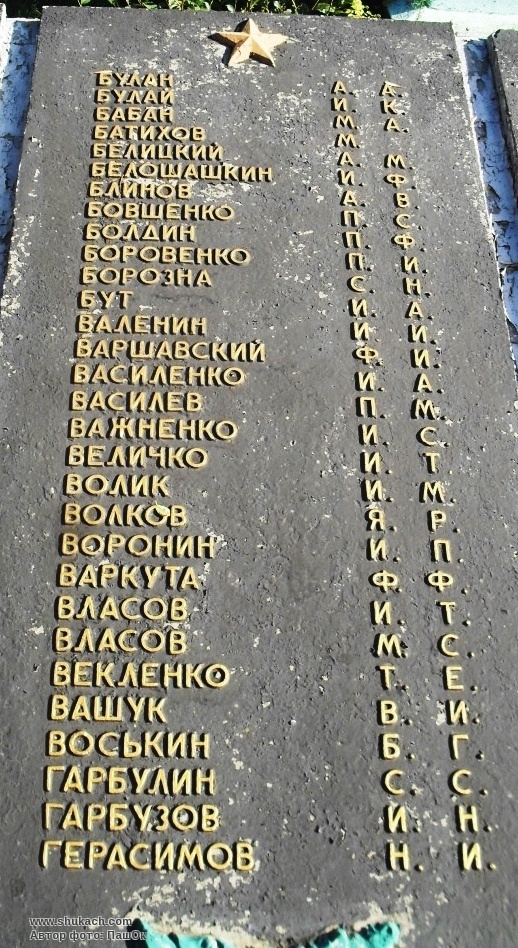 БУЛАН А. А.
БУЛАЙ И. К.
БАБАН М. А.
БАТИХОВ М.
БЕЛИЦКИЙ А. М.
БЕЛОШАШКИН И. Ф.
БЛИНОВ А. В.
БОВШЕНКО П. С.
БОЛДИН П. Ф.
БОРОВЕНКО П. И.
БОРОЗНА С. Н.
БУТ И. А.
ВАЛЕНИН И. И.
ВАРШАВСКИЙ Ф. И.
ВАСИЛЕНКО И. А.
ВАСИЛЕВ П. М.
ВАЖНЕНКО И. С.
ВЕЛИЧКО И. Т.
ВОЛИК И. М.
ВОЛКОВ Я. Р.
ВОРОНИН И. П.
ВАРКУТА Ф. Ф.
ВЛАСОВ И. Т.
ВЛАСОВ М. С.
ВЕКЛЕНКО Т. Е.
ВАШУК В. И.
ВОСЬКИН Б. Г.
ГАРБУЛИН С. С.
ГАРБУЗОВ И. Н.
ГЕРАСИМОВ Н. И.
www.shukach.com
Автор фото: ПашОк